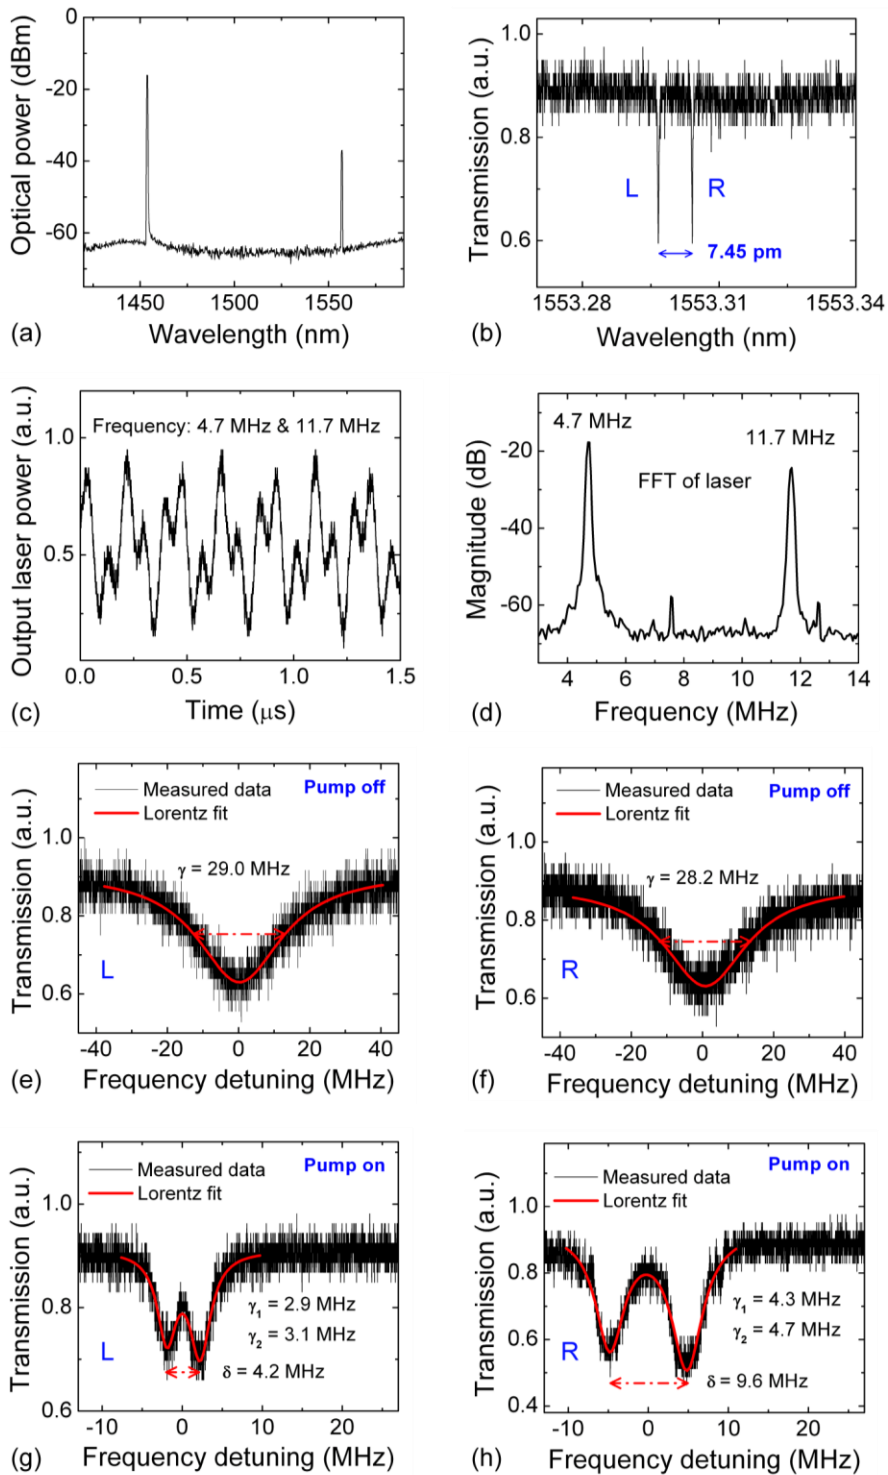 0
-20
-40
-60
Optical power (dBm)
1450 1500 1550
Wavelength (nm)
(a)
1.0
0.8
0.6
Transmission (a.u.)
L R
7.45 pm
1553.28 1553.31 1553.34
Wavelength (nm)
(b)
Output laser power (a.u.)
1.0
0.5
Frequency: 4.7 MHz & 11.7 MHz
0.0 0.5 1.0 1.5
Time (μs)
(c)
Magnitude (dB)
-20
-40
-60
4.7 MHz
11.7 MHz
FFT of laser
4 6 8 10 12 14
Frequency (MHz)
(d)
Transmission (a.u.)
1.0
0.8
0.6
Measured data
Lorentz fit
Pump off
γ = 29.0 MHz
L
-40 -20 0 20 40
Frequency detuning (MHz)
(e)
Transmission (a.u.)
1.0
0.8
0.6
Measured data
Lorentz fit
Pump off
γ = 28.2 MHz
R
-40 -20 0 20 40
Frequency detuning (MHz)
(f)
Transmission (a.u.)
1.0
0.8
0.6
Measured data
Lorentz fit
Pump on
γ₁ = 2.9 MHz
γ₂ = 3.1 MHz
L
δ = 4.2 MHz
-10 0 10 20
Frequency detuning (MHz)
(g)
Transmission (a.u.)
1.0
0.8
0.6
0.4
Measured data
Lorentz fit
Pump on
γ₁ = 4.3 MHz
γ₂ = 4.7 MHz
R
δ = 9.6 MHz
-10 0 10 20
Frequency detuning (MHz)
(h)